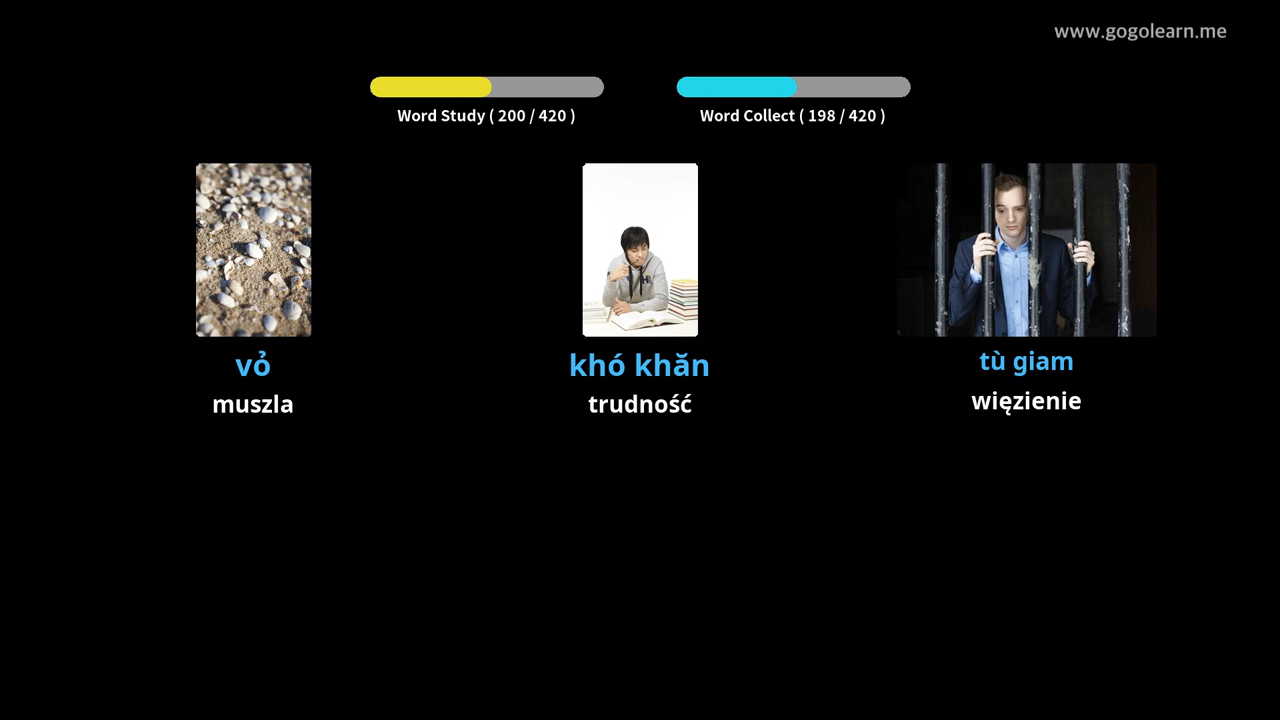 www.gogolearn.me
Word Study ( 200 / 420 )
Word Collect ( 198 / 420 )
vỏ
muszla
khó khăn
trudność
tù giam
więzienie